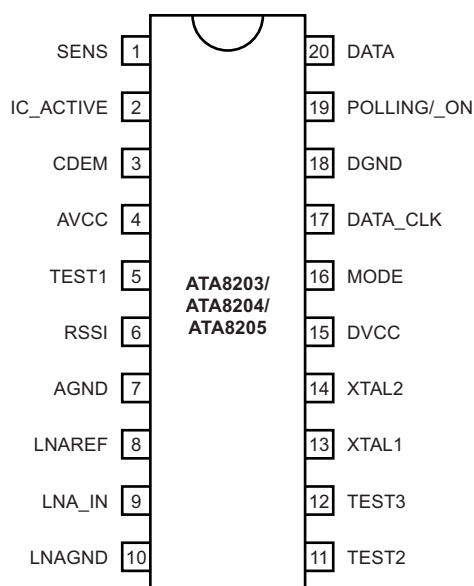 SENS 1 20 DATA
IC_ACTIVE 2 19 POLLING/_ON
CDEM 3 18 DGND
AVCC 4 17 DATA_CLK
TEST1 5 16 MODE
ATA8203/
ATA8204/
ATA8205
RSSI 6 15 DVCC
AGND 7 14 XTAL2
LNAREF 8 13 XTAL1
LNA_IN 9 12 TEST3
LNAGND 10 11 TEST2